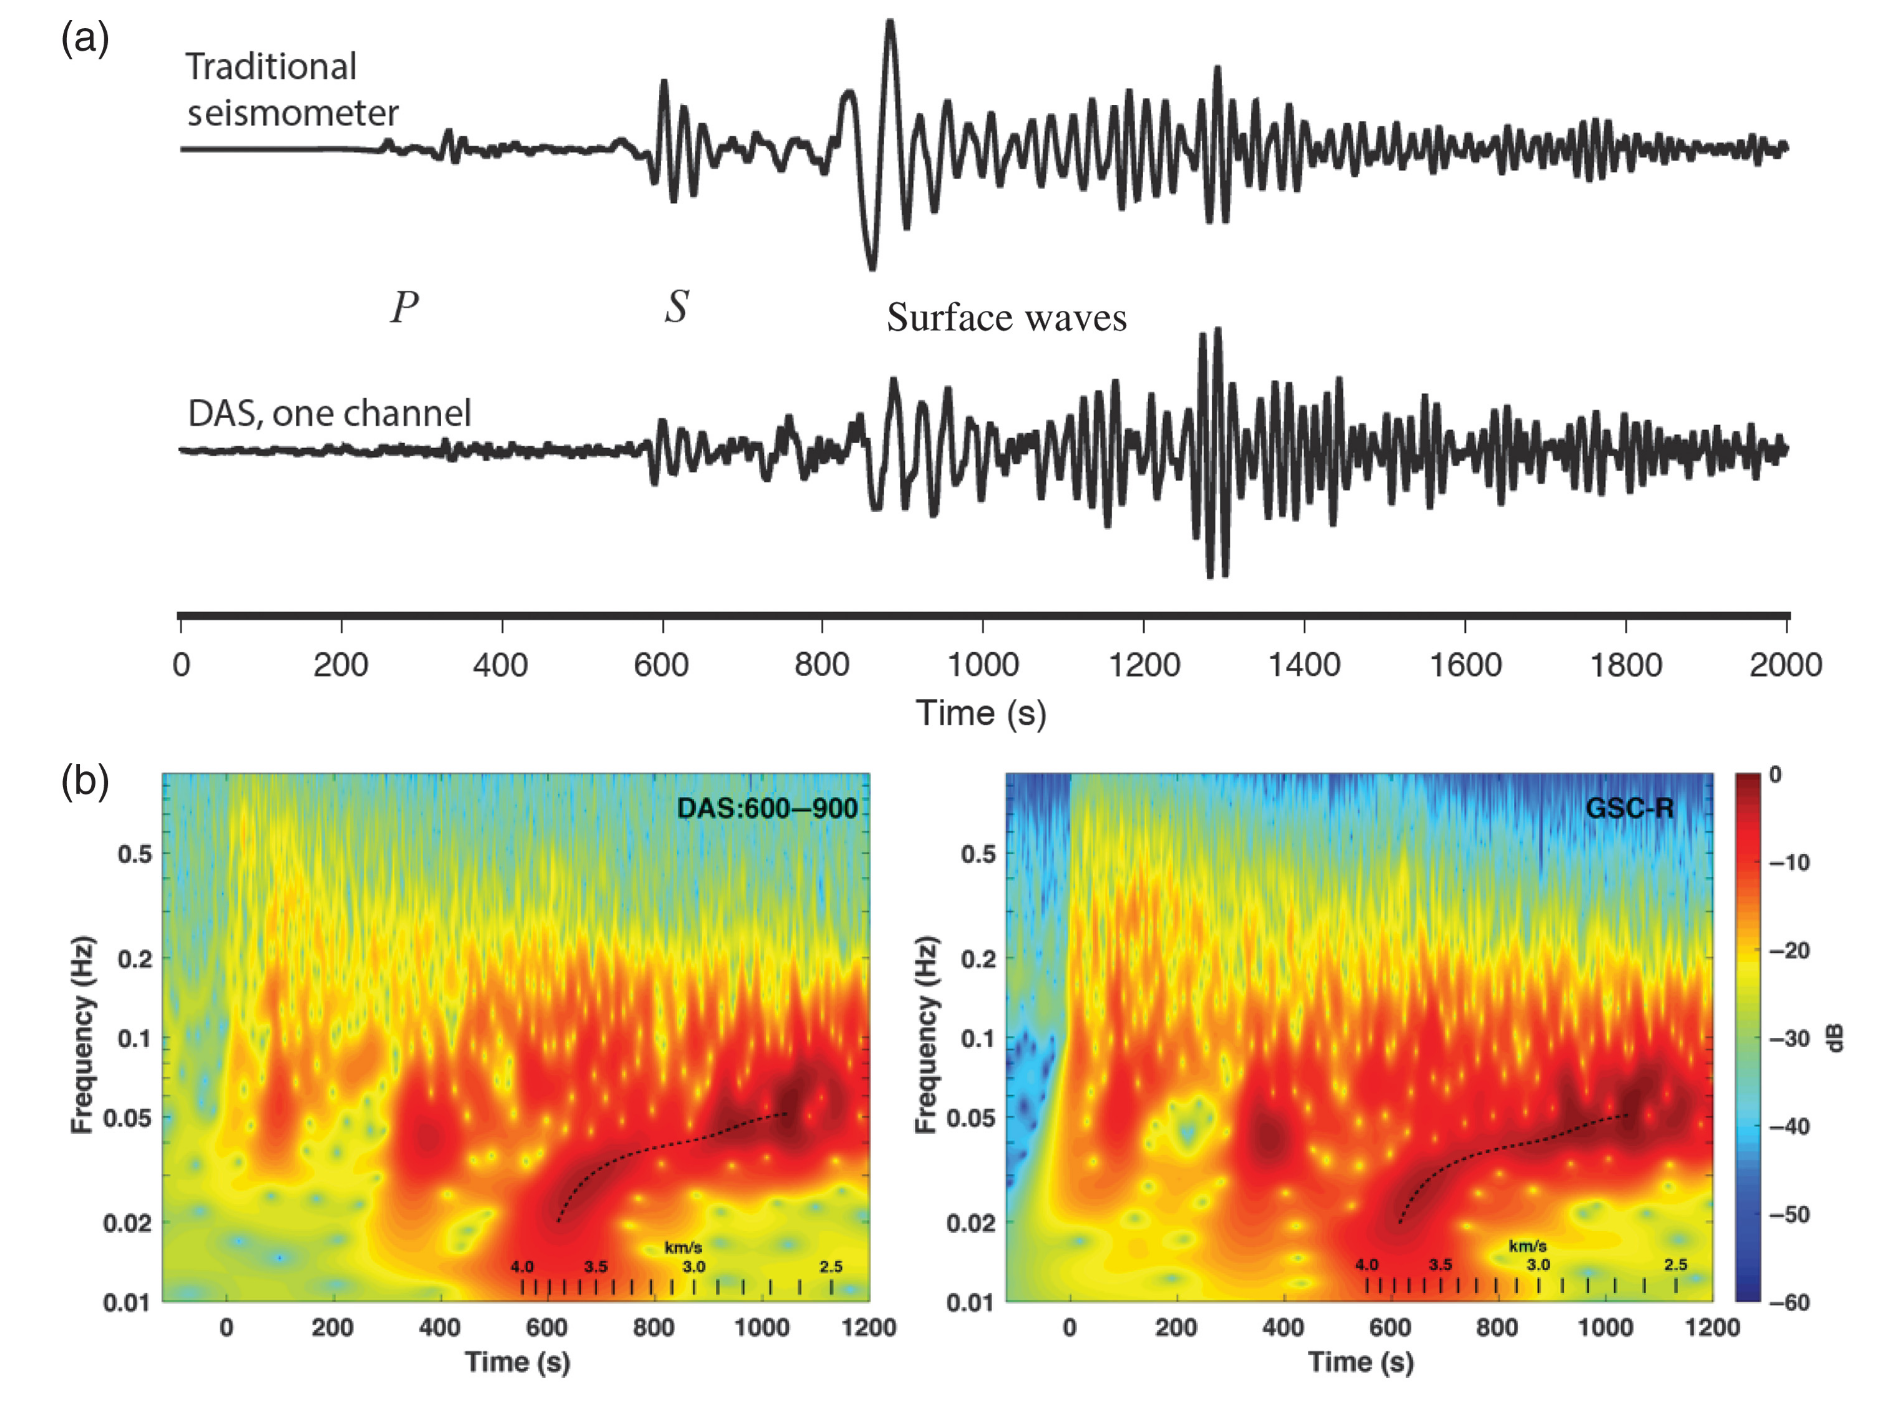 (a)
Traditional
seismometer
P S Surface waves
DAS, one channel
0 200 400 600 800 1000 1200 1400 1600 1800 2000
Time (s)
(b)
DAS:600–900
0.5
0.2
0.1
0.05
0.02
0.01
Frequency (Hz)
km/s
4.0 3.5 3.0 2.5
0 200 400 600 800 1000 1200
Time (s)
GSC-R
0.5
0.2
0.1
0.05
0.02
0.01
Frequency (Hz)
km/s
4.0 3.5 3.0 2.5
0 200 400 600 800 1000 1200
Time (s)
0
–10
–20
–30
–40
–50
–60
dB